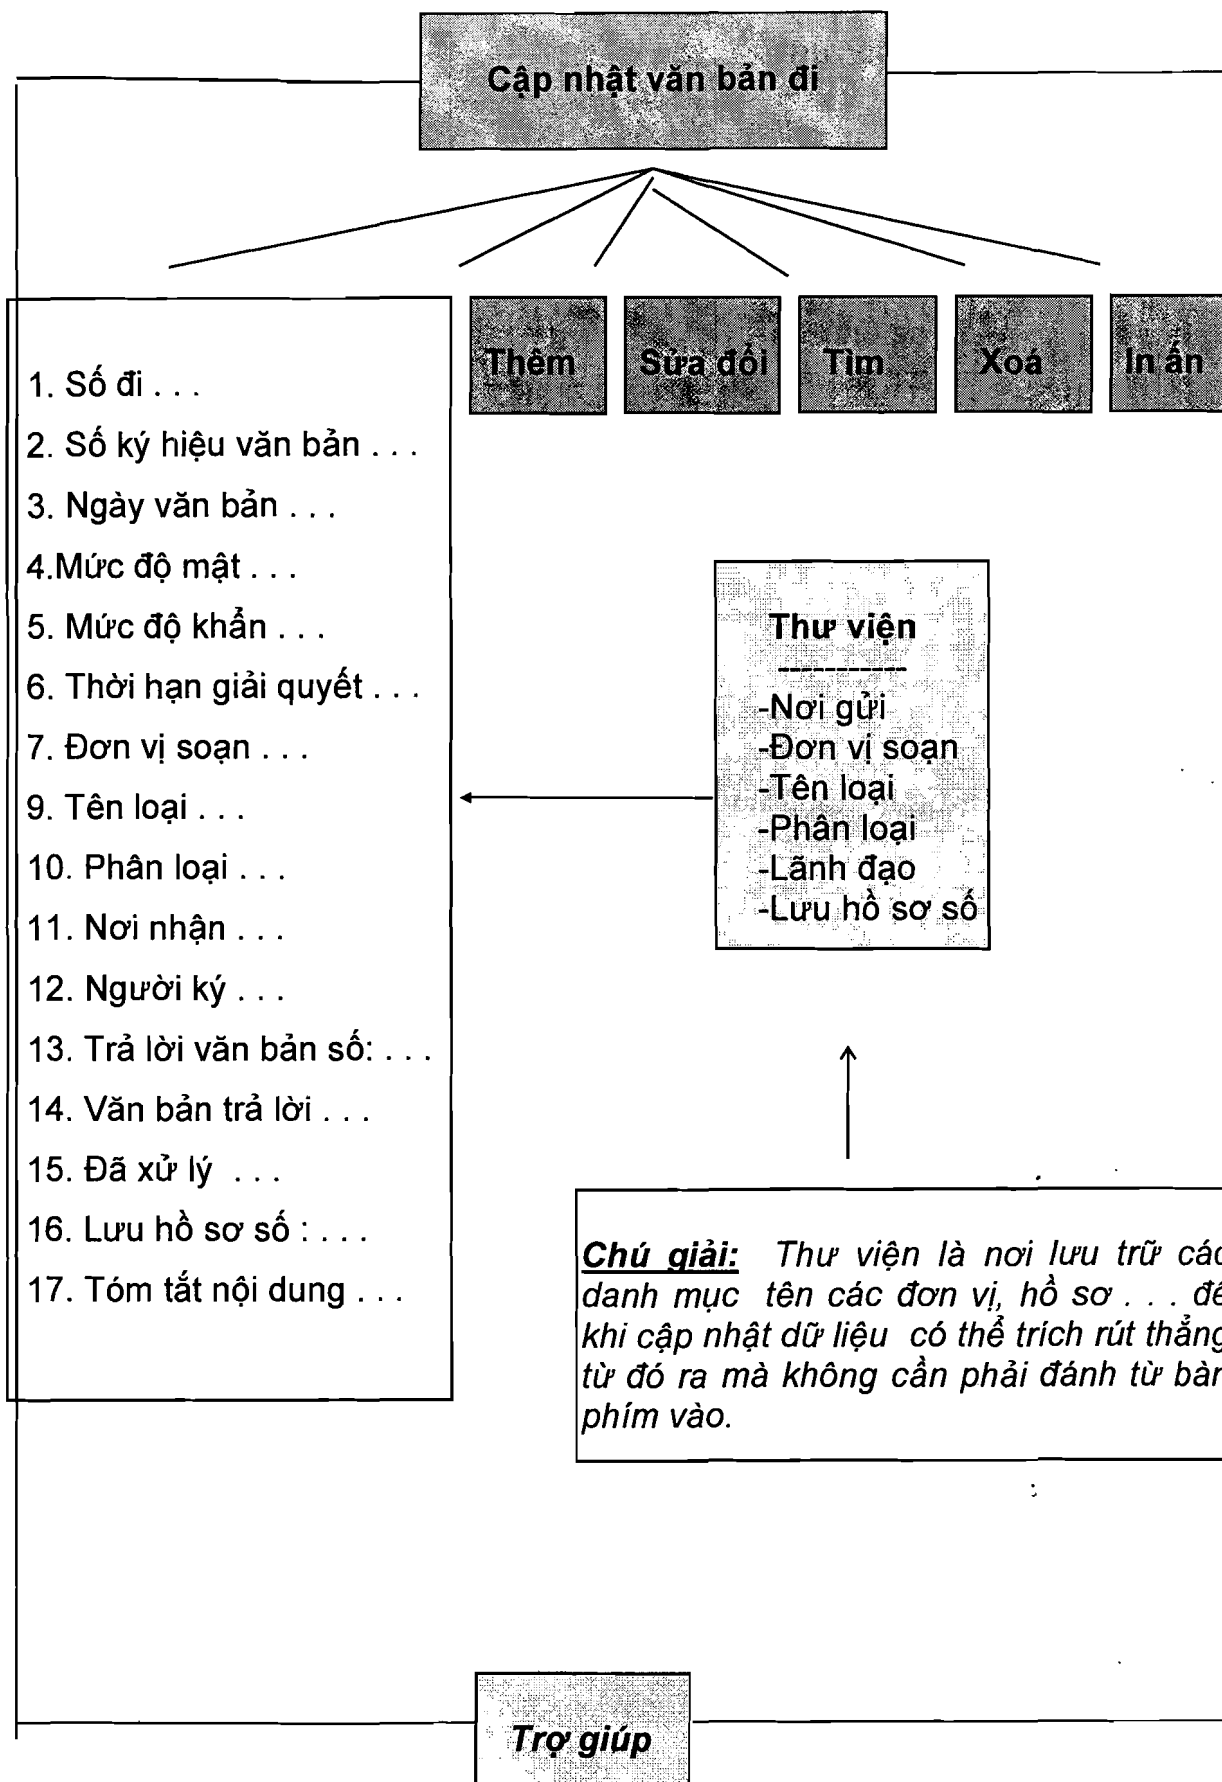 Cập nhật văn bản đi
Thêm
Sửa đổi
Tìm
Xoá
In ấn
1. Số đi . . .
2. Số ký hiệu văn bản . . .
3. Ngày văn bản . . .
4.Mức độ mật . . .
5. Mức độ khẩn . . .
6. Thời hạn giải quyết . . .
7. Đơn vị soạn . . .
9. Tên loại . . .
10. Phân loại . . .
11. Nơi nhận . . .
12. Người ký . . .
13. Trả lời văn bản số: . . .
14. Văn bản trả lời . . .
15. Đã xử lý . . .
16. Lưu hồ sơ số : . . .
17. Tóm tắt nội dung . . .
Thư viện
-----------
-Nơi gửi
-Đơn vị soạn
-Tên loại
-Phân loại
-Lãnh đạo
-Lưu hồ sơ số
Chú giải: Thư viện là nơi lưu trữ các
danh mục tên các đơn vị, hồ sơ . . . để
khi cập nhật dữ liệu có thể trích rút thẳng
từ đó ra mà không cần phải đánh từ bàn
phím vào.
Trợ giúp